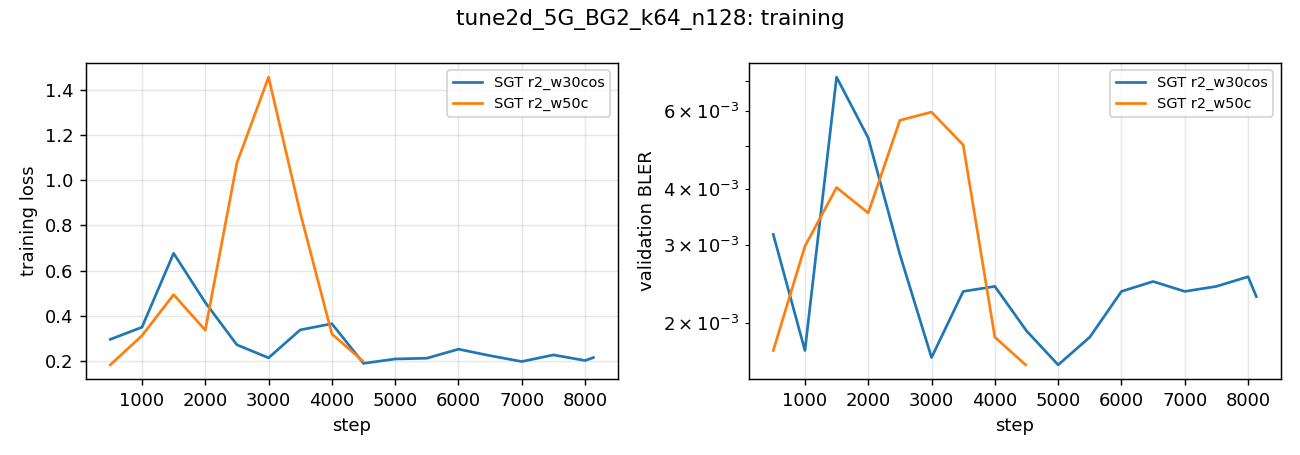 tune2d_5G_BG2_k64_n128: training
training loss
1.4
1.2
1.0
0.8
0.6
0.4
0.2
1000 2000 3000 4000 5000 6000 7000 8000
step
SGT r2_w30cos
SGT r2_w50c
validation BLER
6 × 10⁻³
4 × 10⁻³
3 × 10⁻³
2 × 10⁻³
1000 2000 3000 4000 5000 6000 7000 8000
step
SGT r2_w30cos
SGT r2_w50c